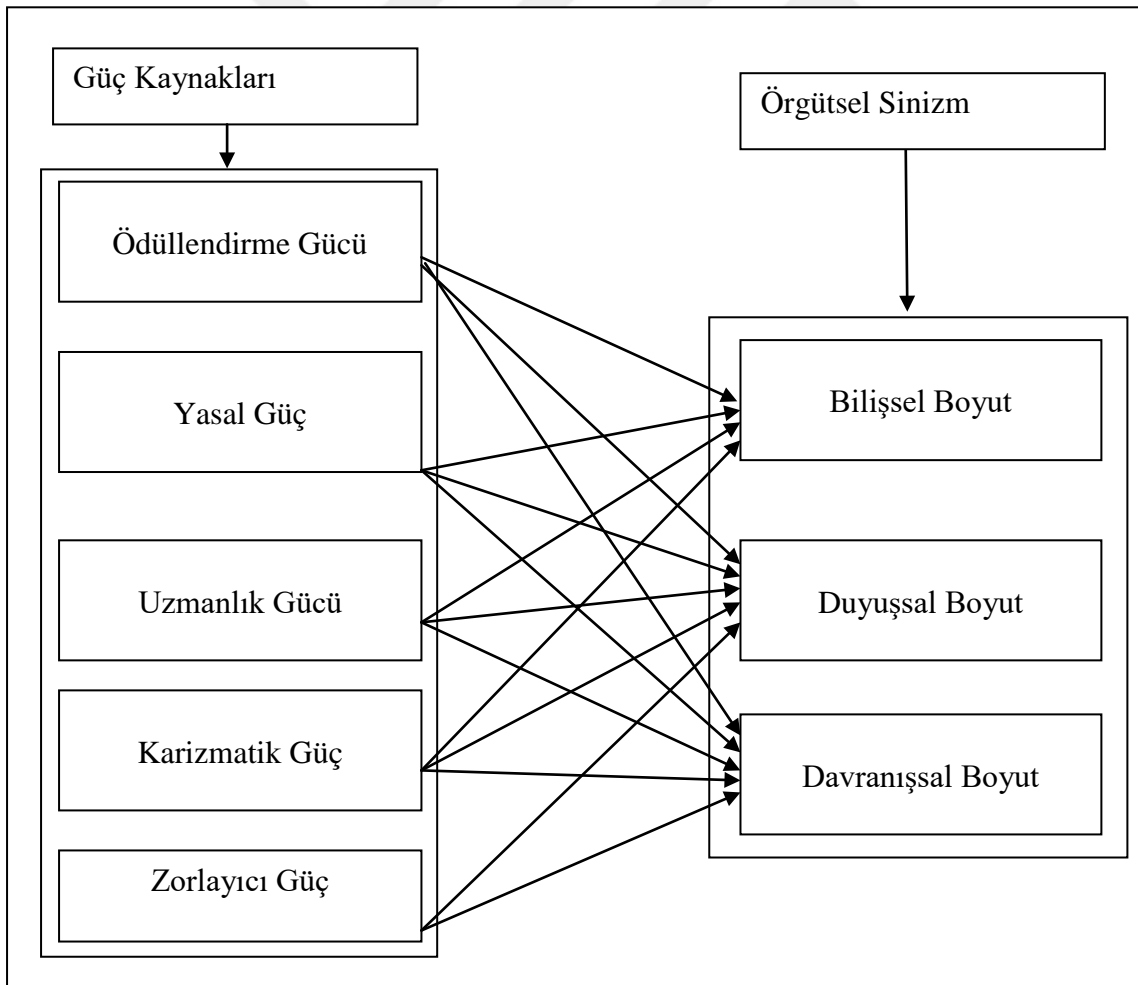 Güç Kaynakları
Örgütsel Sinizm
Ödüllendirme Gücü
Yasal Güç
Bilişsel Boyut
Uzmanlık Gücü
Duyuşsal Boyut
Karizmatik Güç
Davranışsal Boyut
Zorlayıcı Güç